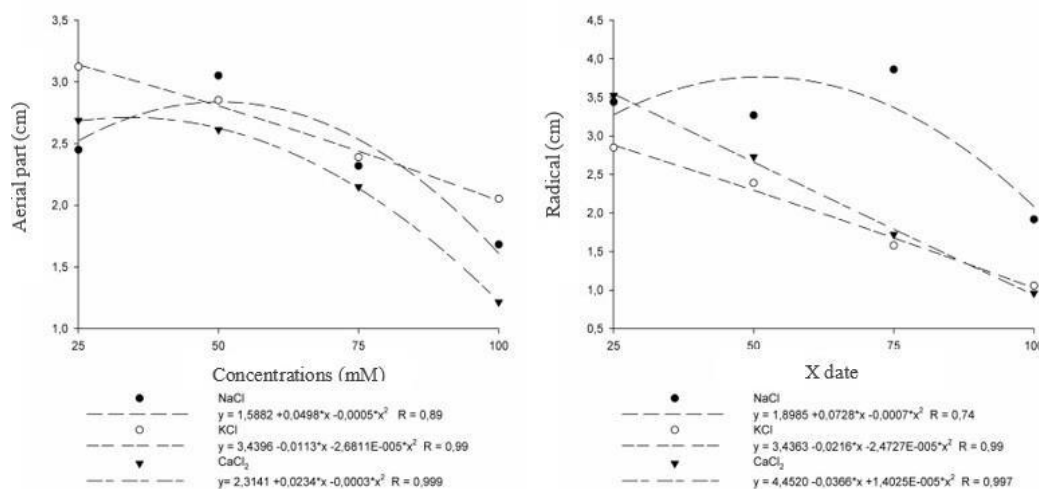 3,5
3,0
2,5
2,0
1,5
1,0
Aerial part (cm)
25 50 75 100
Concentrations (mM)
NaCl
y = 1,5882 +0,0498*x -0,0005*x² R = 0,89
KCl
y = 3,4396 -0,0113*x -2,6811E-005*x² R = 0,99
CaCl₂
y= 2,3141 +0,0234*x -0,0003*x² R = 0,999
4,5
4,0
3,5
3,0
2,5
2,0
1,5
1,0
0,5
Radical (cm)
25 50 75 100
X date
NaCl
y = 1,8985 +0,0728*x -0,0007*x² R = 0,74
KCl
y = 3,4363 -0,0216*x -2,4727E-005*x² R = 0,99
CaCl₂
y = 4,4520 -0,0366*x +1,4025E-005*x² R = 0,997